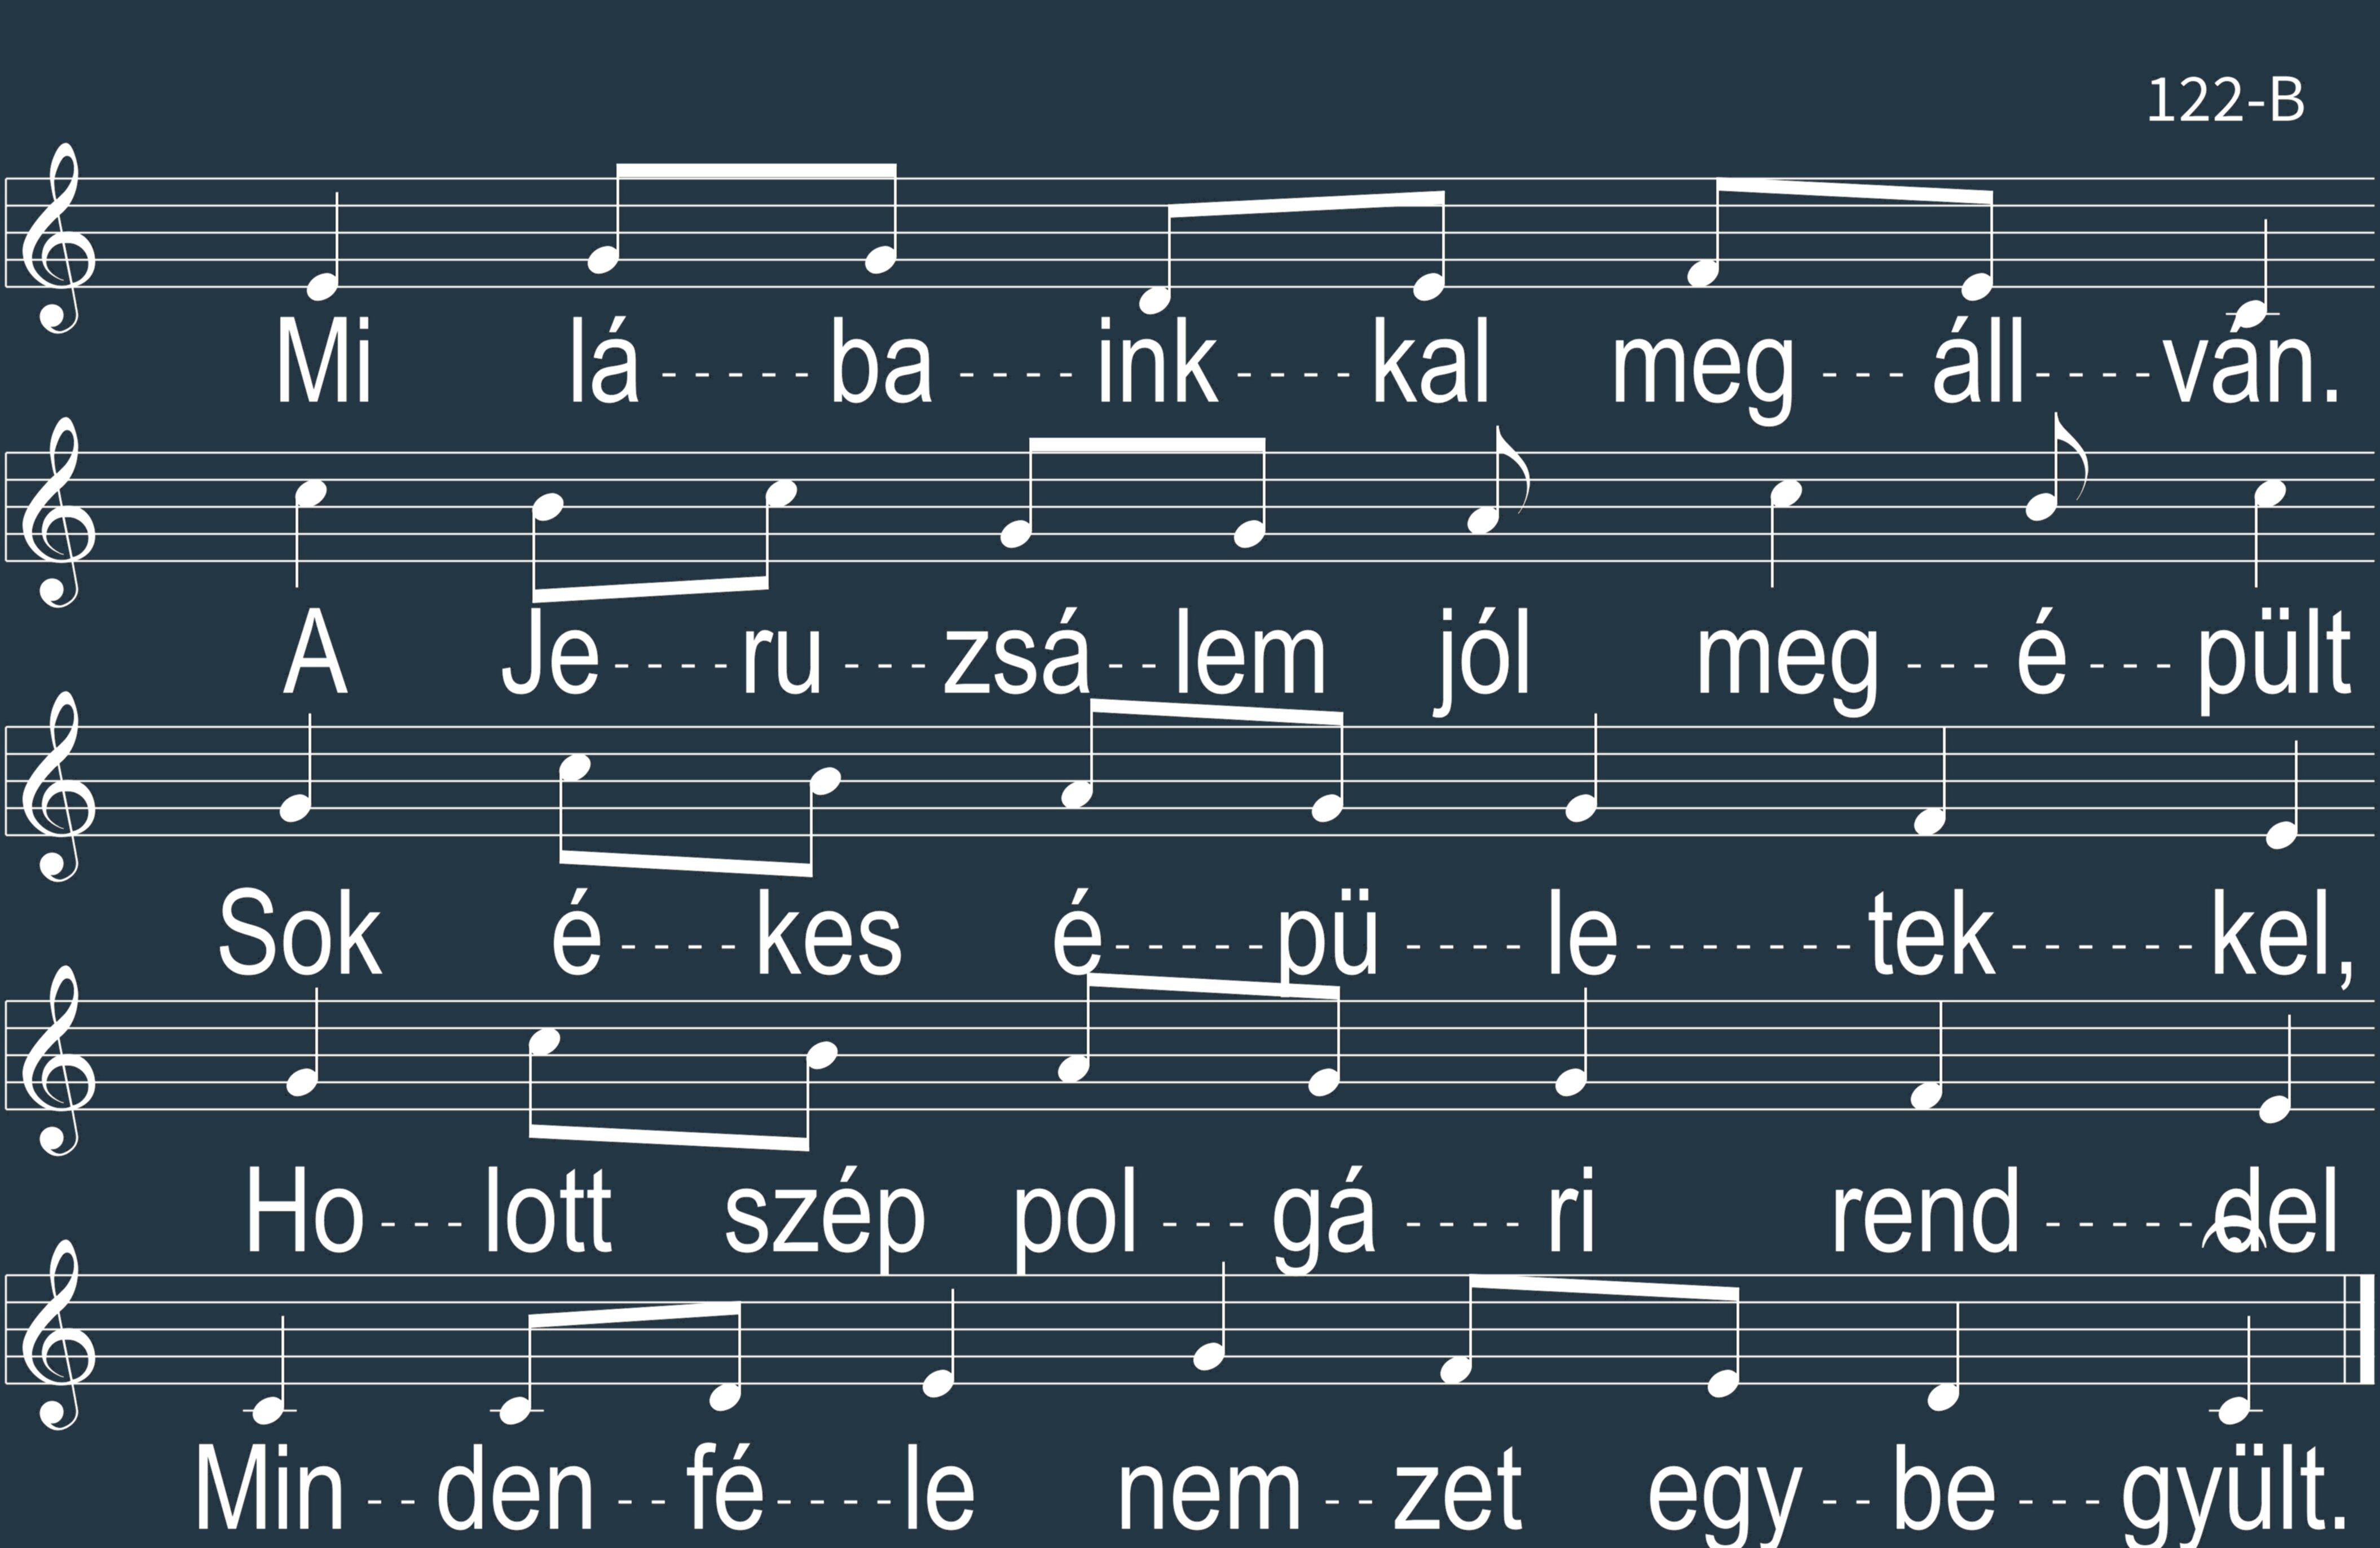 122-B
Mi lá-----ba----ink----kal meg---áll----ván.
A Je----ru---zsá--lem jól meg---é---pült
Sok é----kes é-----pü----le-------tek------kel,
Ho---lott szép pol---gá----ri rend-----del
Min--den--fé----le nem--zet egy--be---gyült.